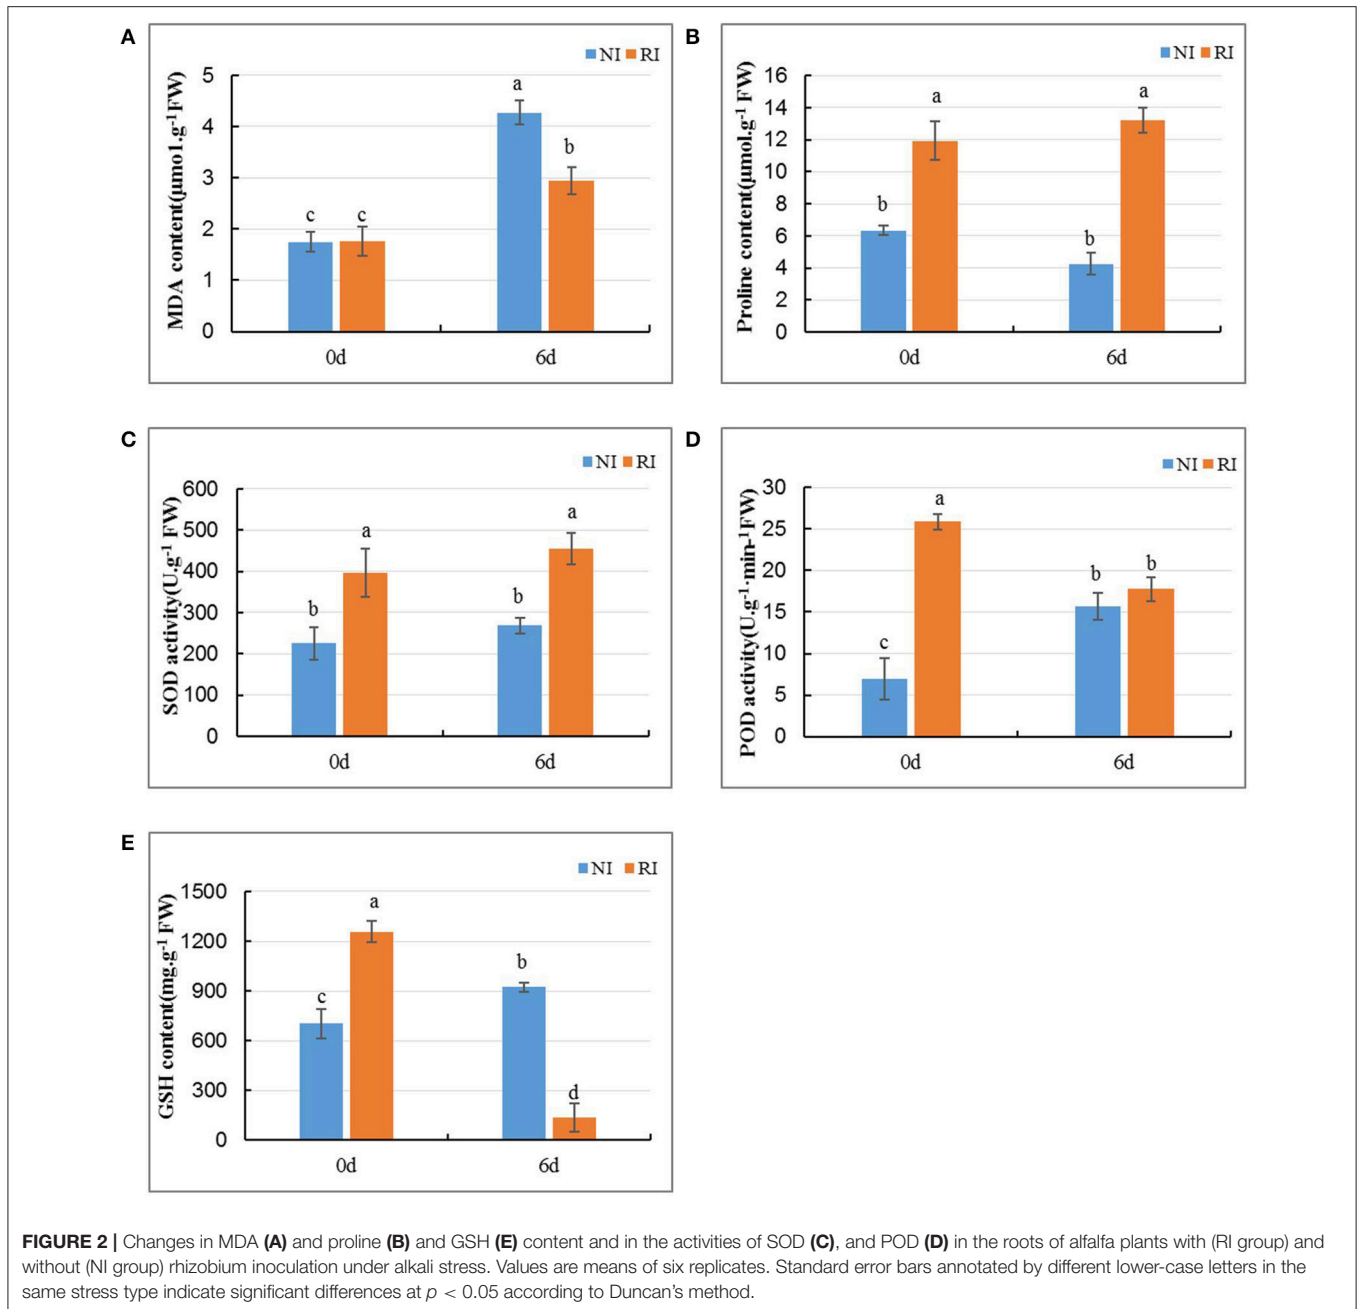 A
NI RI
MDA content(µmo1.g-1FW)
5
4
3
2
1
0
c c a b
0d 6d
B
NI RI
Proline content(µmol.g-1 FW)
16
14
12
10
8
6
4
2
0
b a b a
0d 6d
C
NI RI
SOD activity(U.g-1 FW)
600
500
400
300
200
100
0
b a b a
0d 6d
D
NI RI
POD activity(U.g-1·min-1FW)
30
25
20
15
10
5
0
c a b b
0d 6d
E
NI RI
GSH content(mg.g-1 FW)
1500
1200
900
600
300
0
c a b d
0d 6d
FIGURE 2 | Changes in MDA (A) and proline (B) and GSH (E) content and in the activities of SOD (C), and POD (D) in the roots of alfalfa plants with (RI group) and
without (NI group) rhizobium inoculation under alkali stress. Values are means of six replicates. Standard error bars annotated by different lower-case letters in the
same stress type indicate significant differences at p < 0.05 according to Duncan's method.